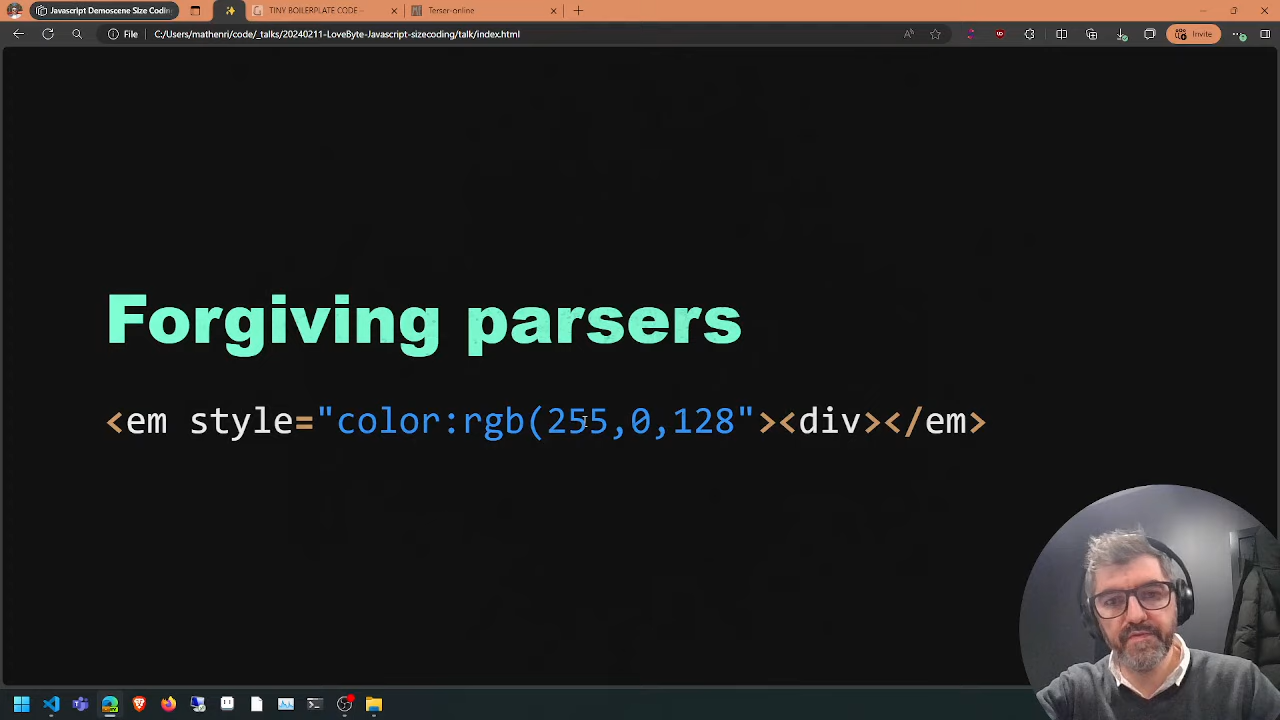 Javascript Demoscene Size Coding
TINY BOILERPLATE CODE –
Terser-online
File C:/Users/mathenri/code/_talks/20240211-LoveByte-Javascript-sizecoding/talk/index.html
Invite
Forgiving parsers
<em style="color:rgb(255,0,128"><div></em>